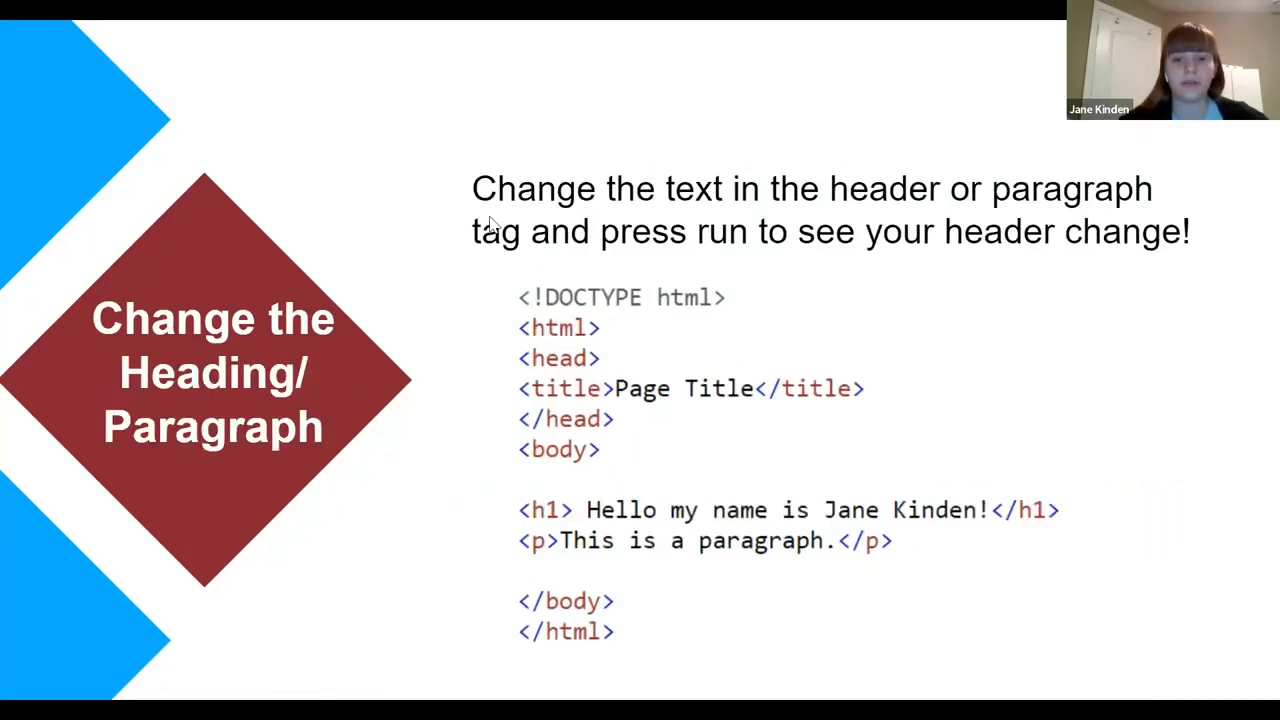 Jane Kinden
Change the text in the header or paragraph
tag and press run to see your header change!
Change the
Heading/
Paragraph
<!DOCTYPE html>
<html>
<head>
<title>Page Title</title>
</head>
<body>
<h1> Hello my name is Jane Kinden!</h1>
<p>This is a paragraph.</p>
</body>
</html>